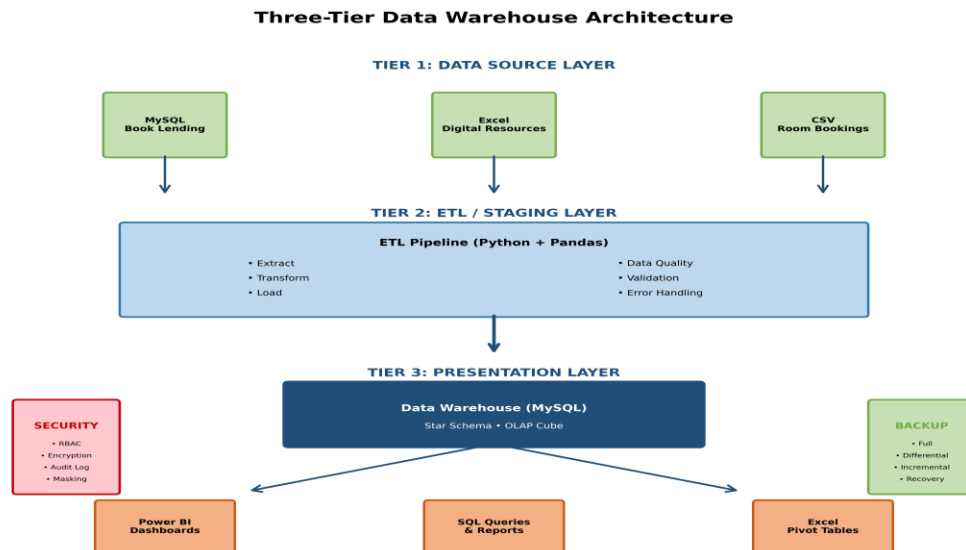 Three-Tier Data Warehouse Architecture
TIER 1: DATA SOURCE LAYER
MySQL
Book Lending
Excel
Digital Resources
CSV
Room Bookings
TIER 2: ETL / STAGING LAYER
ETL Pipeline (Python + Pandas)
• Extract
• Transform
• Load
• Data Quality
• Validation
• Error Handling
TIER 3: PRESENTATION LAYER
Data Warehouse (MySQL)
Star Schema • OLAP Cube
SECURITY
• RBAC
• Encryption
• Audit Log
• Masking
BACKUP
• Full
• Differential
• Incremental
• Recovery
Power BI
Dashboards
SQL Queries
& Reports
Excel
Pivot Tables